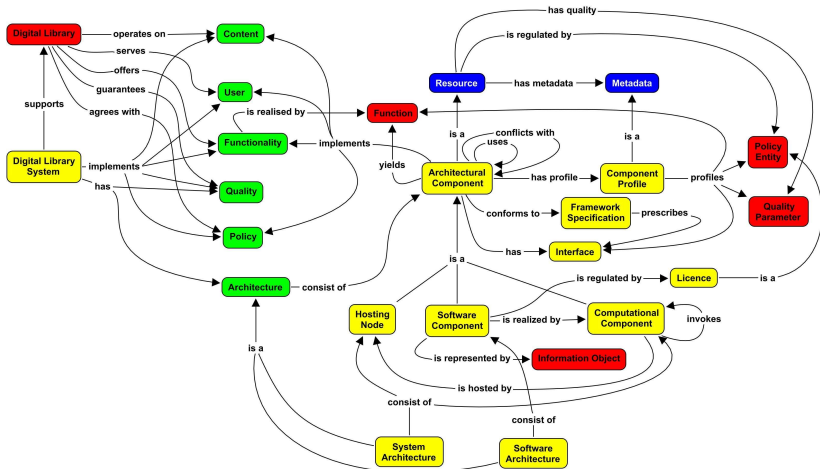 has quality
Digital Library
operates on
Content
is regulated by
serves
offers
Resource
has metadata
Metadata
guarantees
User
supports
agrees with
is realised by
Function
is a
is a
conflicts with
uses
Functionality
implements
Policy
Entity
Digital Library
System
implements
yields
Architectural
Component
has profile
Component
Profile
profiles
has
Quality
Quality
Parameter
conforms to
Framework
Specification
prescribes
Policy
has
Interface
is a
Architecture
consist of
is regulated by
Licence
is a
Hosting
Node
Software
Component
is realized by
Computational
Component
invokes
is a
is represented by
Information Object
is hosted by
consist of
consist of
System
Architecture
Software
Architecture